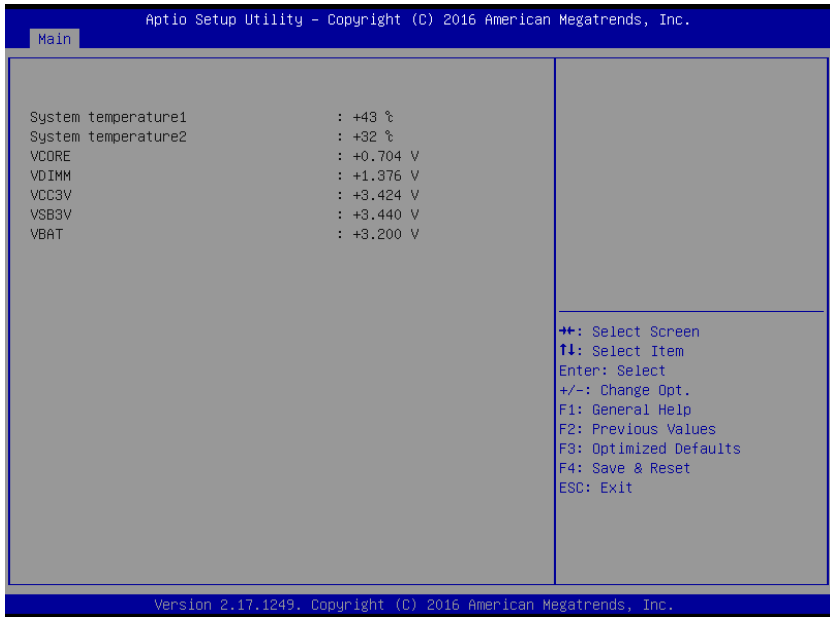 Aptio Setup Utility – Copyright (C) 2016 American Megatrends, Inc.
Main
System temperature1 : +43 ℃
System temperature2 : +32 ℃
VCORE : +0.704 V
VDIMM : +1.376 V
VCC3V : +3.424 V
VSB3V : +3.440 V
VBAT : +3.200 V
→←: Select Screen
↑↓: Select Item
Enter: Select
+/-: Change Opt.
F1: General Help
F2: Previous Values
F3: Optimized Defaults
F4: Save & Reset
ESC: Exit
Version 2.17.1249. Copyright (C) 2016 American Megatrends, Inc.